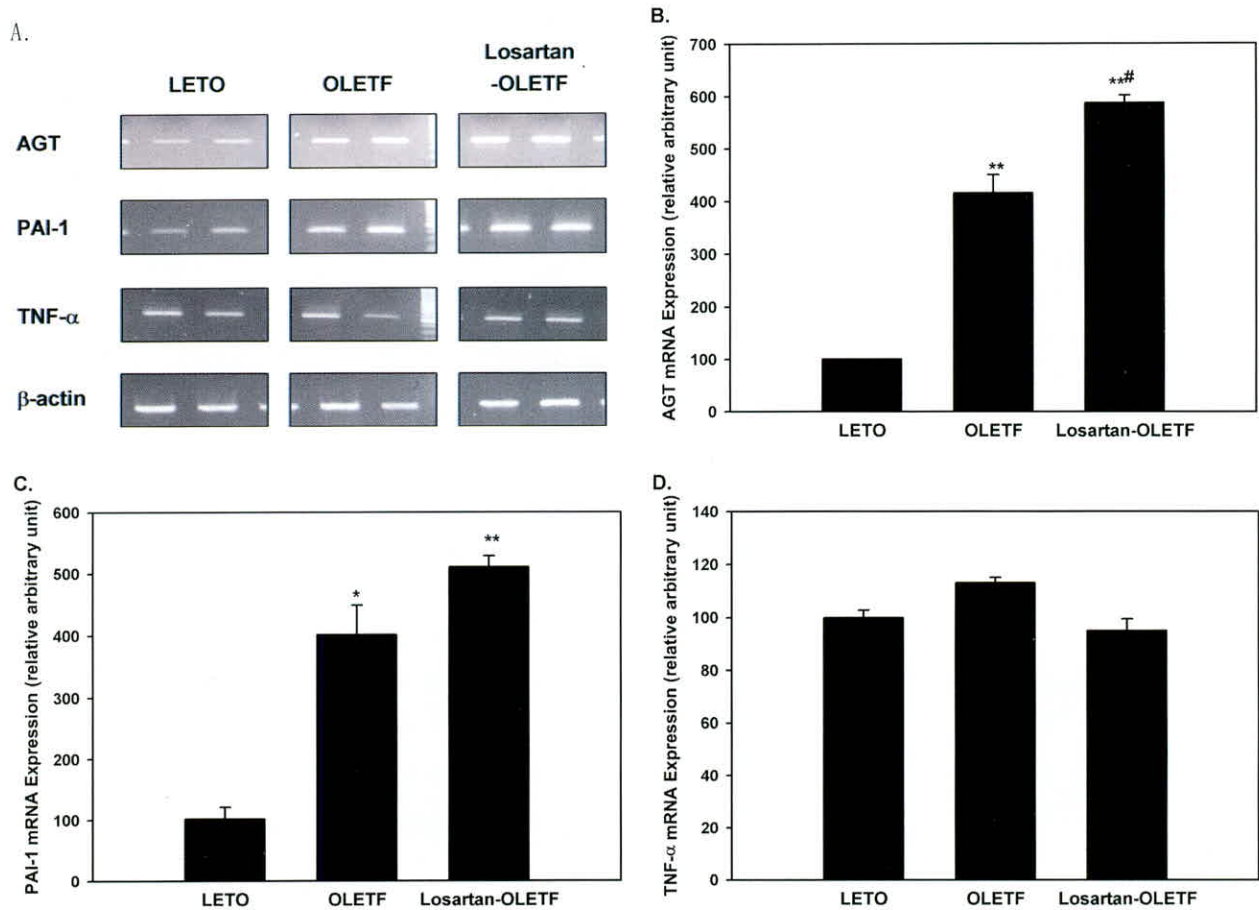 A.
LETO
OLETF
Losartan
-OLETF
AGT
PAI-1
TNF-α
β-actin
B.
AGT mRNA Expression (relative arbitrary unit)
700
600
500
400
300
200
100
0
**
**#
LETO
OLETF
Losartan-OLETF
C.
PAI-1 mRNA Expression (relative arbitrary unit)
600
500
400
300
200
100
0
*
**
LETO
OLETF
Losartan-OLETF
D.
TNF-α mRNA Expression (relative arbitrary unit)
140
120
100
80
60
40
20
0
LETO
OLETF
Losartan-OLETF